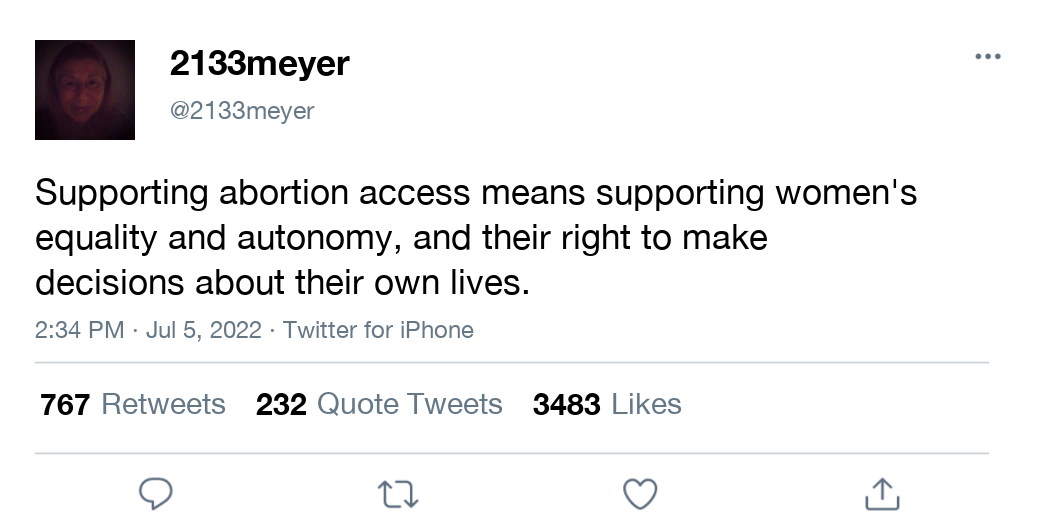 2133meyer
@2133meyer
Supporting abortion access means supporting women's
equality and autonomy, and their right to make
decisions about their own lives.
2:34 PM · Jul 5, 2022 · Twitter for iPhone
767 Retweets 232 Quote Tweets 3483 Likes